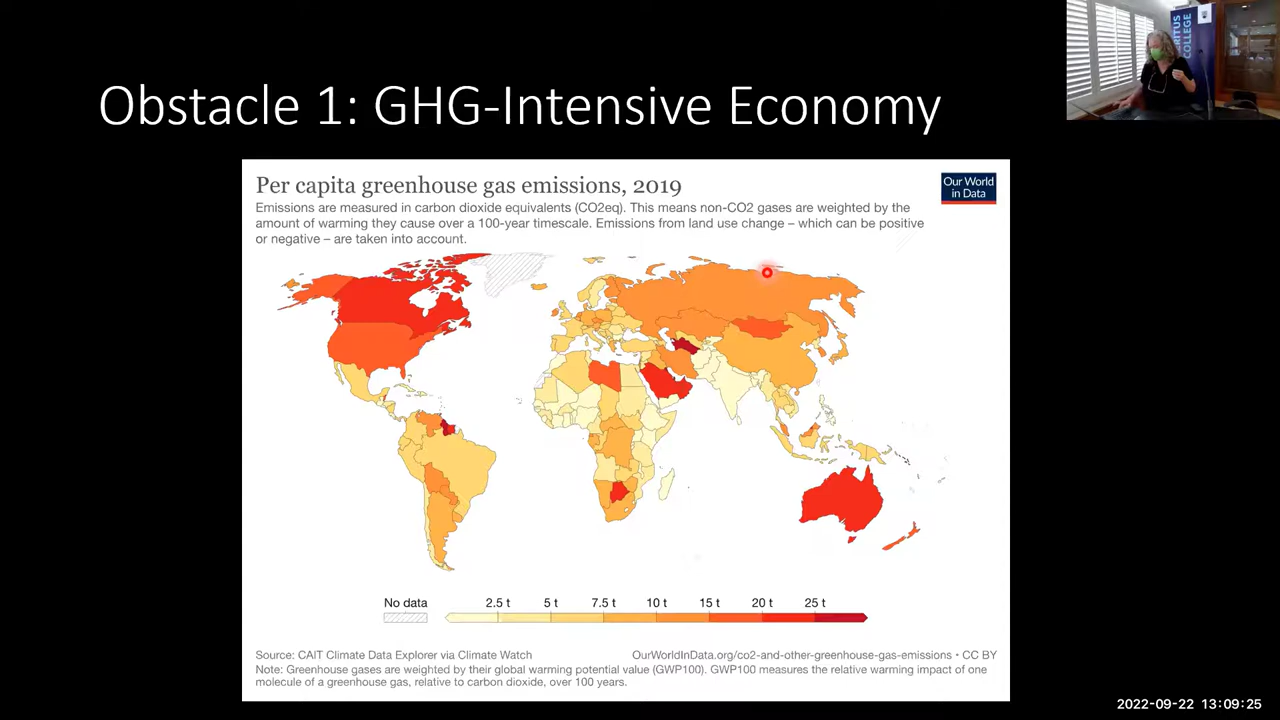 Obstacle 1: GHG-Intensive Economy
COLLEGE
Per capita greenhouse gas emissions, 2019
Our World
in Data
Emissions are measured in carbon dioxide equivalents (CO2eq). This means non-CO2 gases are weighted by the
amount of warming they cause over a 100-year timescale. Emissions from land use change – which can be positive
or negative – are taken into account.
No data
2.5 t 5 t 7.5 t 10 t 15 t 20 t 25 t
Source: CAIT Climate Data Explorer via Climate Watch
OurWorldInData.org/co2-and-other-greenhouse-gas-emissions • CC BY
Note: Greenhouse gases are weighted by their global warming potential value (GWP100). GWP100 measures the relative warming impact of one
molecule of a greenhouse gas, relative to carbon dioxide, over 100 years.
2022-09-22 13:09:25